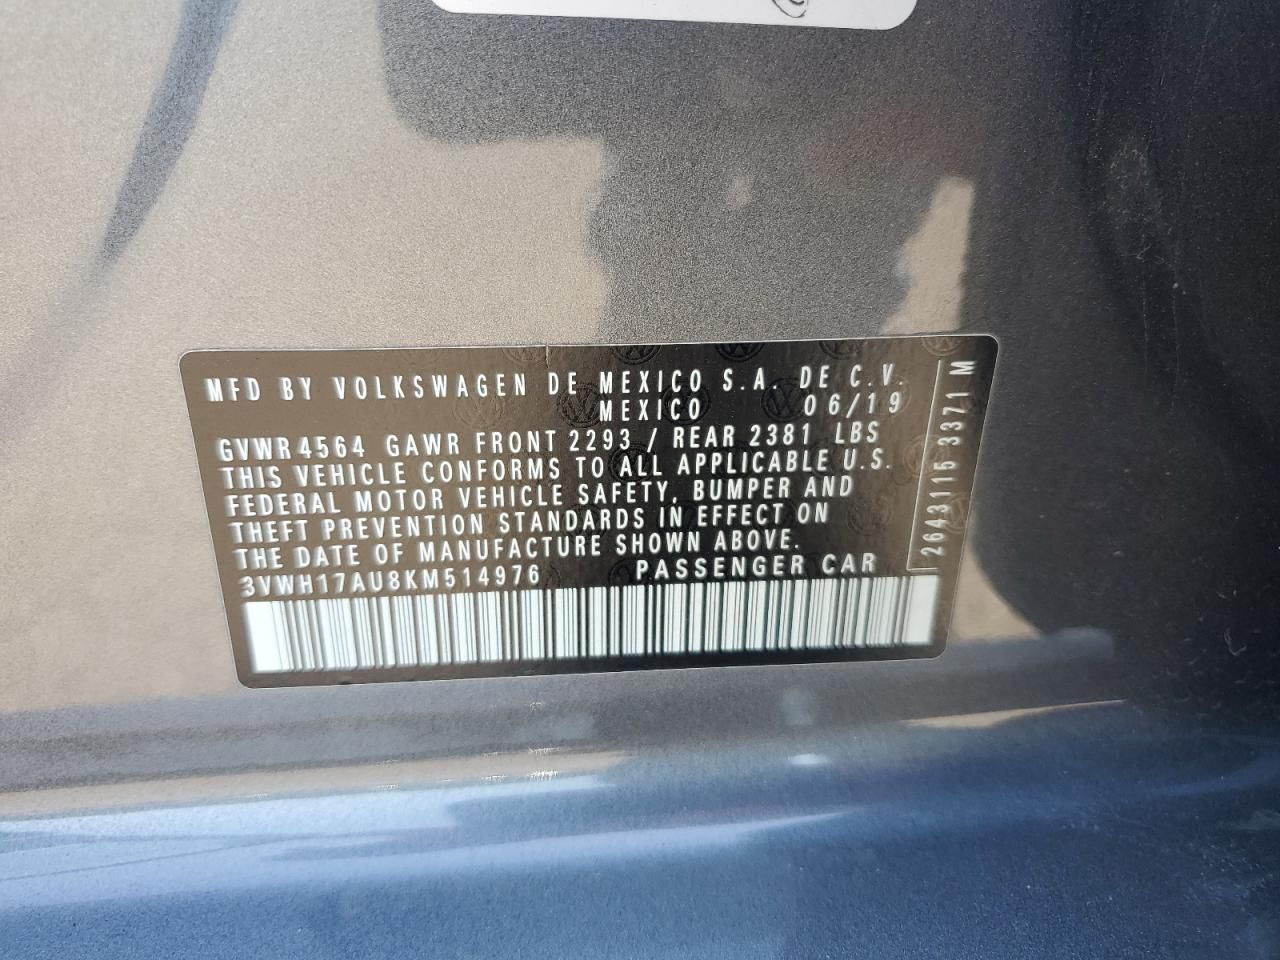 MFD BY VOLKSWAGEN DE MEXICO S.A. DE C.V.
MEXICO 06/19
GVWR 4564 GAWR FRONT 2293 / REAR 2381 LBS
THIS VEHICLE CONFORMS TO ALL APPLICABLE U.S.
FEDERAL MOTOR VEHICLE SAFETY, BUMPER AND
THEFT PREVENTION STANDARDS IN EFFECT ON
THE DATE OF MANUFACTURE SHOWN ABOVE.
3VWH17AU8KM514976 PASSENGER CAR
2643115 3371 M